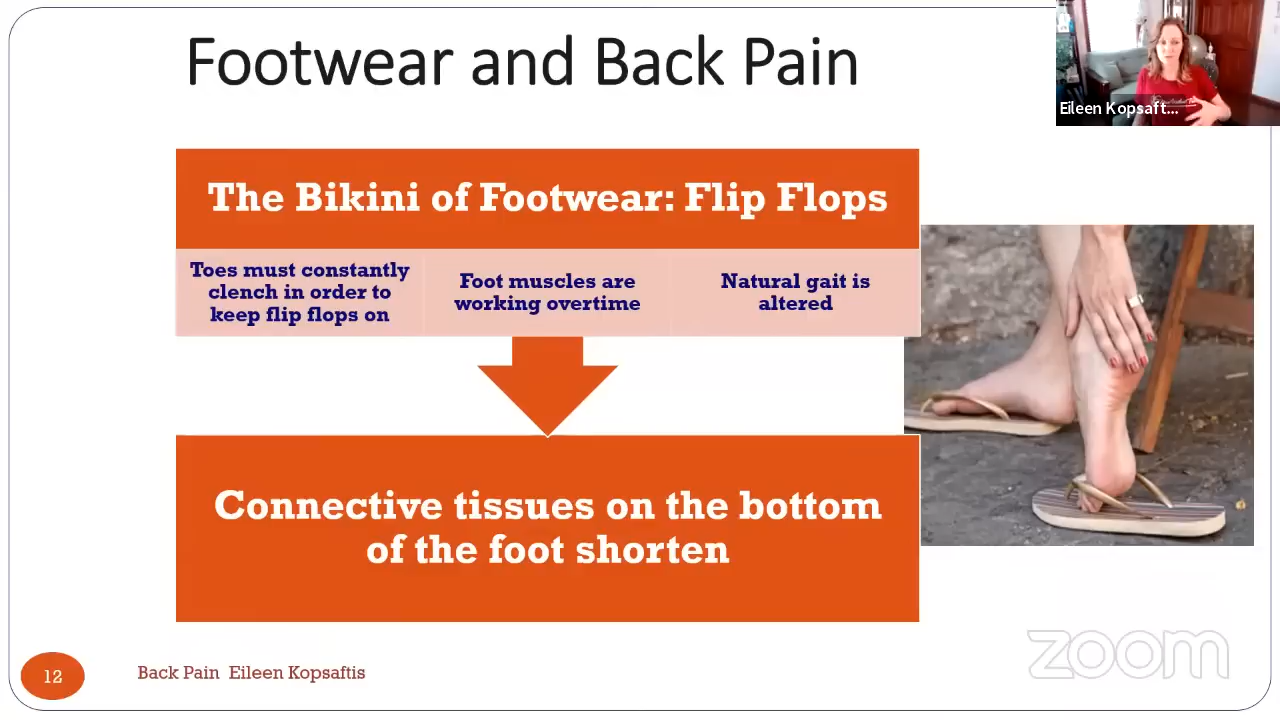 Footwear and Back Pain
Eileen Kopsaft...
The Bikini of Footwear: Flip Flops
Toes must constantly
clench in order to
keep flip flops on
Foot muscles are
working overtime
Natural gait is
altered
Connective tissues on the bottom
of the foot shorten
zoom
12
Back Pain Eileen Kopsaftis